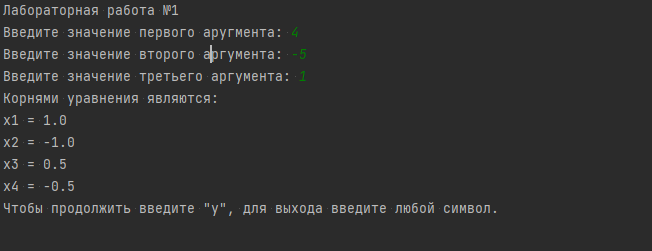 Лабораторная работа №1
Введите значение первого аругмента: 4
Введите значение второго аргумента: -5
Введите значение третьего аргумента: 1
Корнями уравнения являются:
x1 = 1.0
x2 = -1.0
x3 = 0.5
x4 = -0.5
Чтобы продолжить введите "y", для выхода введите любой символ.